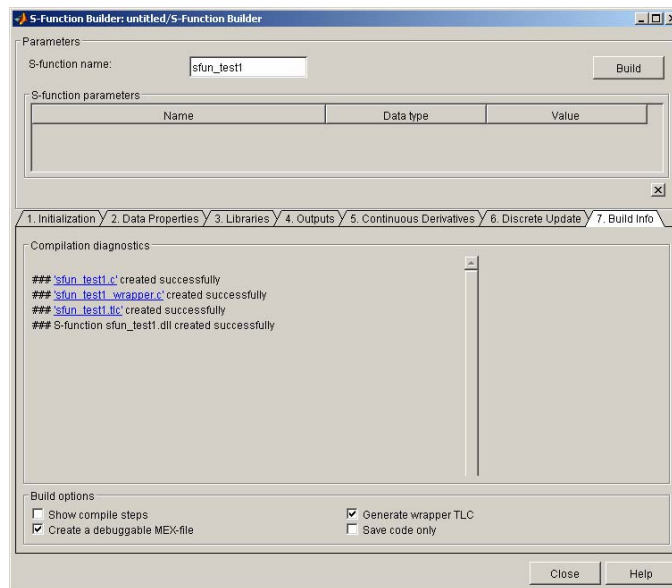 S-Function Builder: untitled/S-Function Builder
Parameters
S-function name: sfun_test1 Build
S-function parameters
Name Data type Value
1. Initialization 2. Data Properties 3. Libraries 4. Outputs 5. Continuous Derivatives 6. Discrete Update 7. Build Info
Compilation diagnostics
### 'sfun_test1.c' created successfully
### 'sfun_test1_wrapper.c' created successfully
### 'sfun_test1.tlc' created successfully
### S-function sfun_test1.dll created successfully
Build options
Show compile steps Generate wrapper TLC
Create a debuggable MEX-file Save code only
Close Help